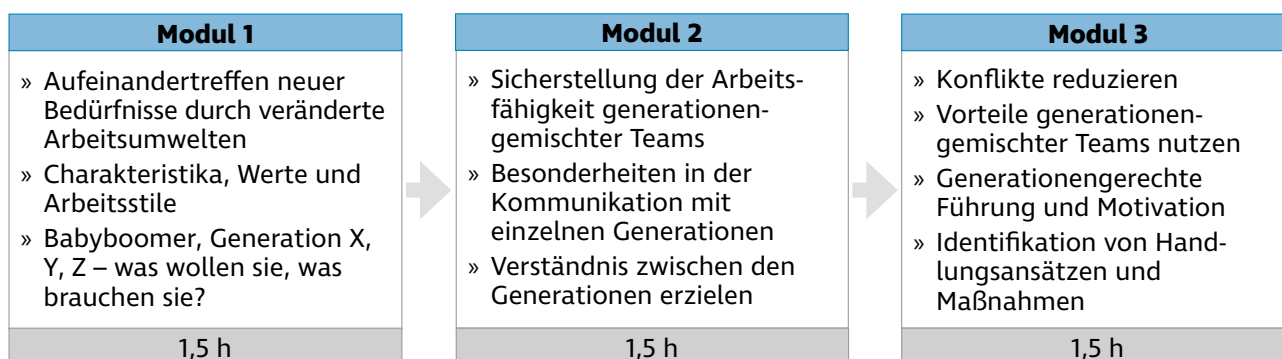 Modul 1
» Aufeinandertreffen neuer
Bedürfnisse durch veränderte
Arbeitsumwelten
» Charakteristika, Werte und
Arbeitsstile
» Babyboomer, Generation X,
Y, Z – was wollen sie, was
brauchen sie?
1,5 h
Modul 2
» Sicherstellung der Arbeits-
fähigkeit generationen-
gemischter Teams
» Besonderheiten in der
Kommunikation mit
einzelnen Generationen
» Verständnis zwischen den
Generationen erzielen
1,5 h
Modul 3
» Konflikte reduzieren
» Vorteile generationen-
gemischter Teams nutzen
» Generationengerechte
Führung und Motivation
» Identifikation von Hand-
lungsansätzen und
Maßnahmen
1,5 h